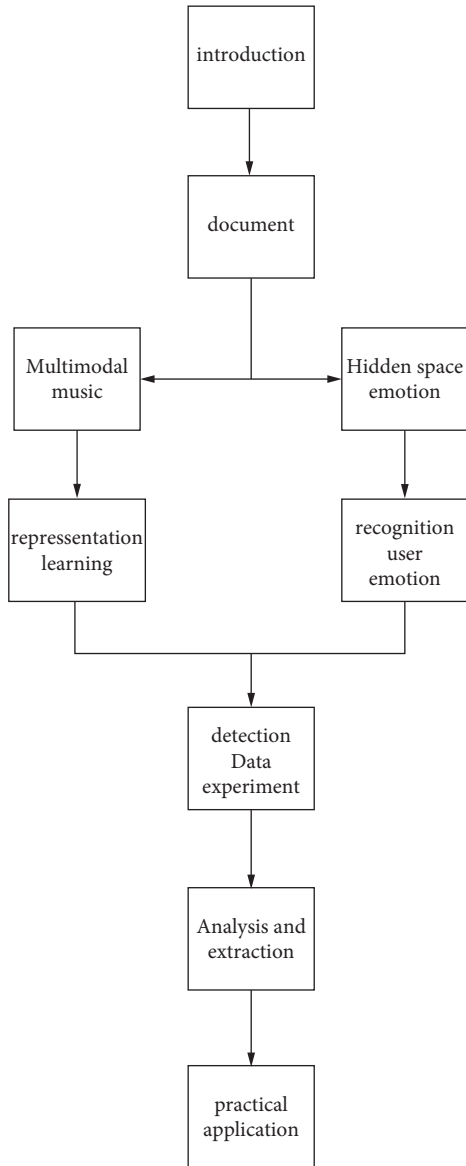 introduction
document
Multimodal
music
Hidden space
emotion
repressentation
learning
recognition
user
emotion
detection
Data
experiment
Analysis and
extraction
practical
application